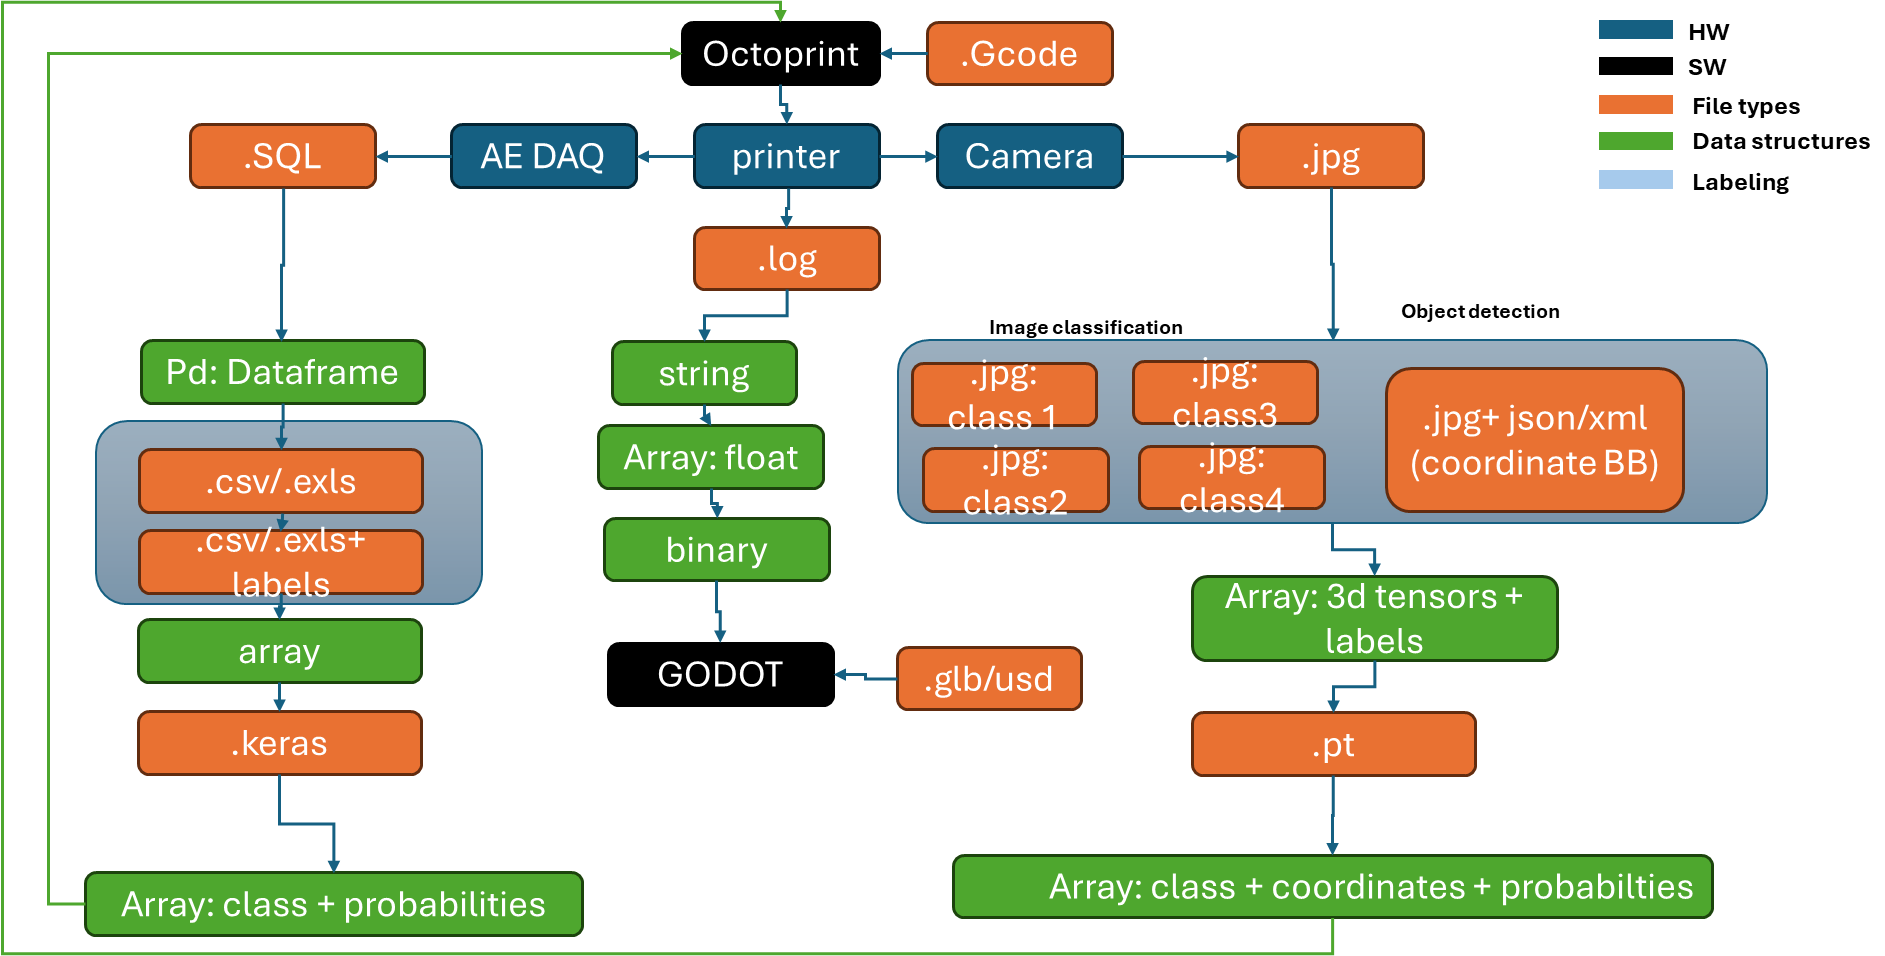 Octoprint
.Gcode
HW
SW
File types
Data structures
Labeling
.SQL
AE DAQ
printer
Camera
.jpg
.log
Image classification
Object detection
Pd: Dataframe
string
.jpg:
class 1
.jpg:
class3
.jpg+ json/xml
(coordinate BB)
.jpg:
class2
.jpg:
class4
.csv/.exls
Array: float
.csv/.exls+
labels
binary
Array: 3d tensors +
labels
array
GODOT
.glb/usd
.keras
.pt
Array: class + probabilities
Array: class + coordinates + probabilties